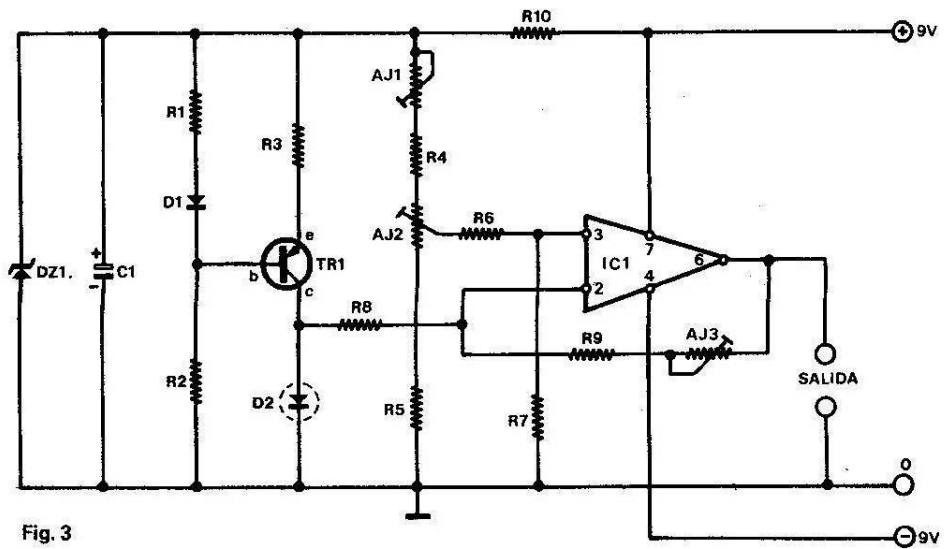 R10
+ 9V
AJ1
R1
R3
R4
D1
e
R6
AJ2
3
7
IC1
6
TR1
b
DZ1.
+
C1
-
c
2
4
R8
AJ3
R9
R2
SALIDA
D2
R5
R7
0
Fig. 3
- 9V